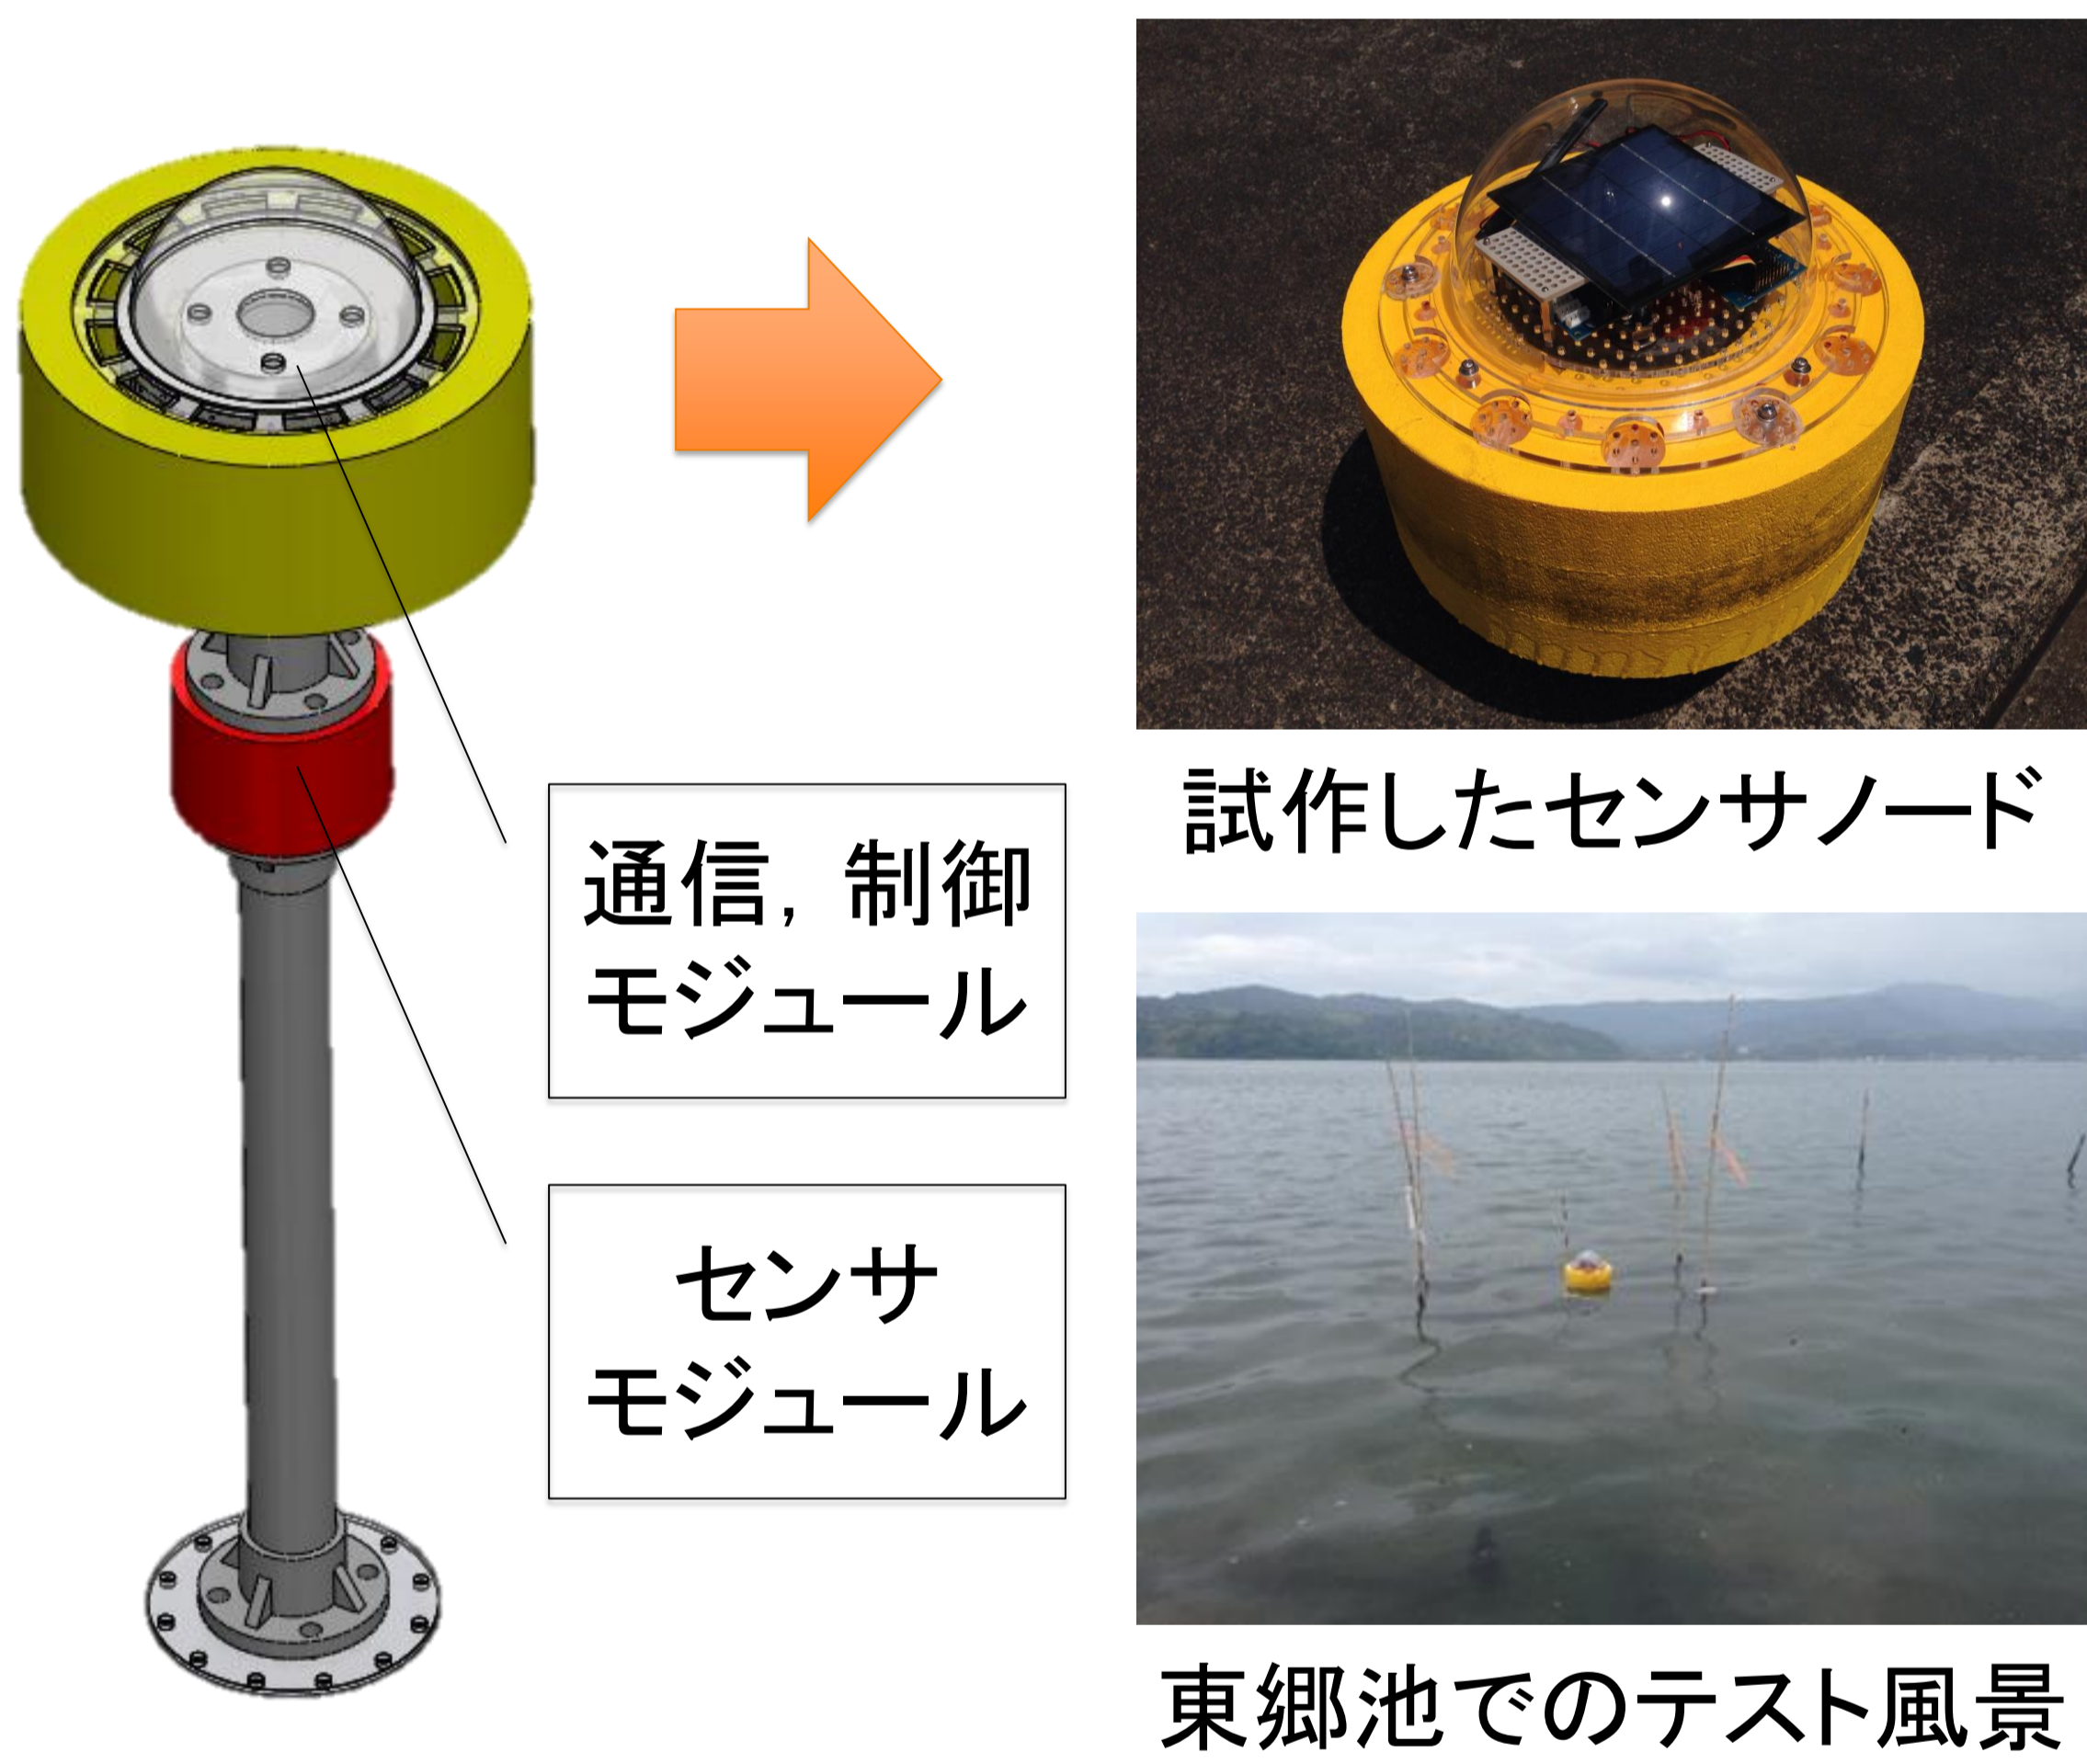 通信, 制御
モジュール
センサ
モジュール
試作したセンサノード
東郷池でのテスト風景